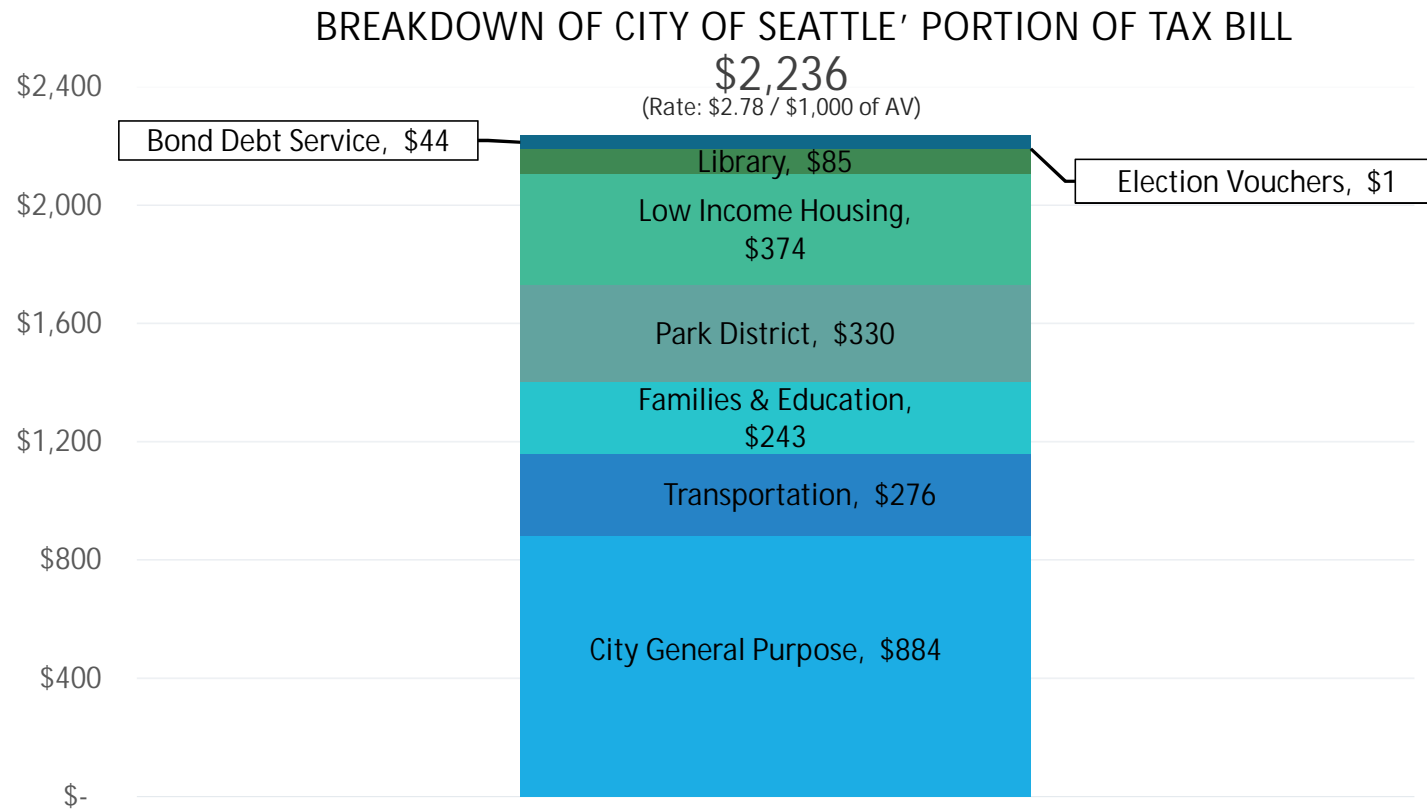 BREAKDOWN OF CITY OF SEATTLE’ PORTION OF TAX BILL
$2,236
(Rate: $2.78 / $1,000 of AV)
$2,400
Bond Debt Service,  $44
Library,  $85
Election Vouchers,  $1
$2,000
Low Income Housing,
$374
$1,600
Park District,  $330
Families & Education,
$243
$1,200
Transportation,  $276
$800
City General Purpose,  $884
$400
$-